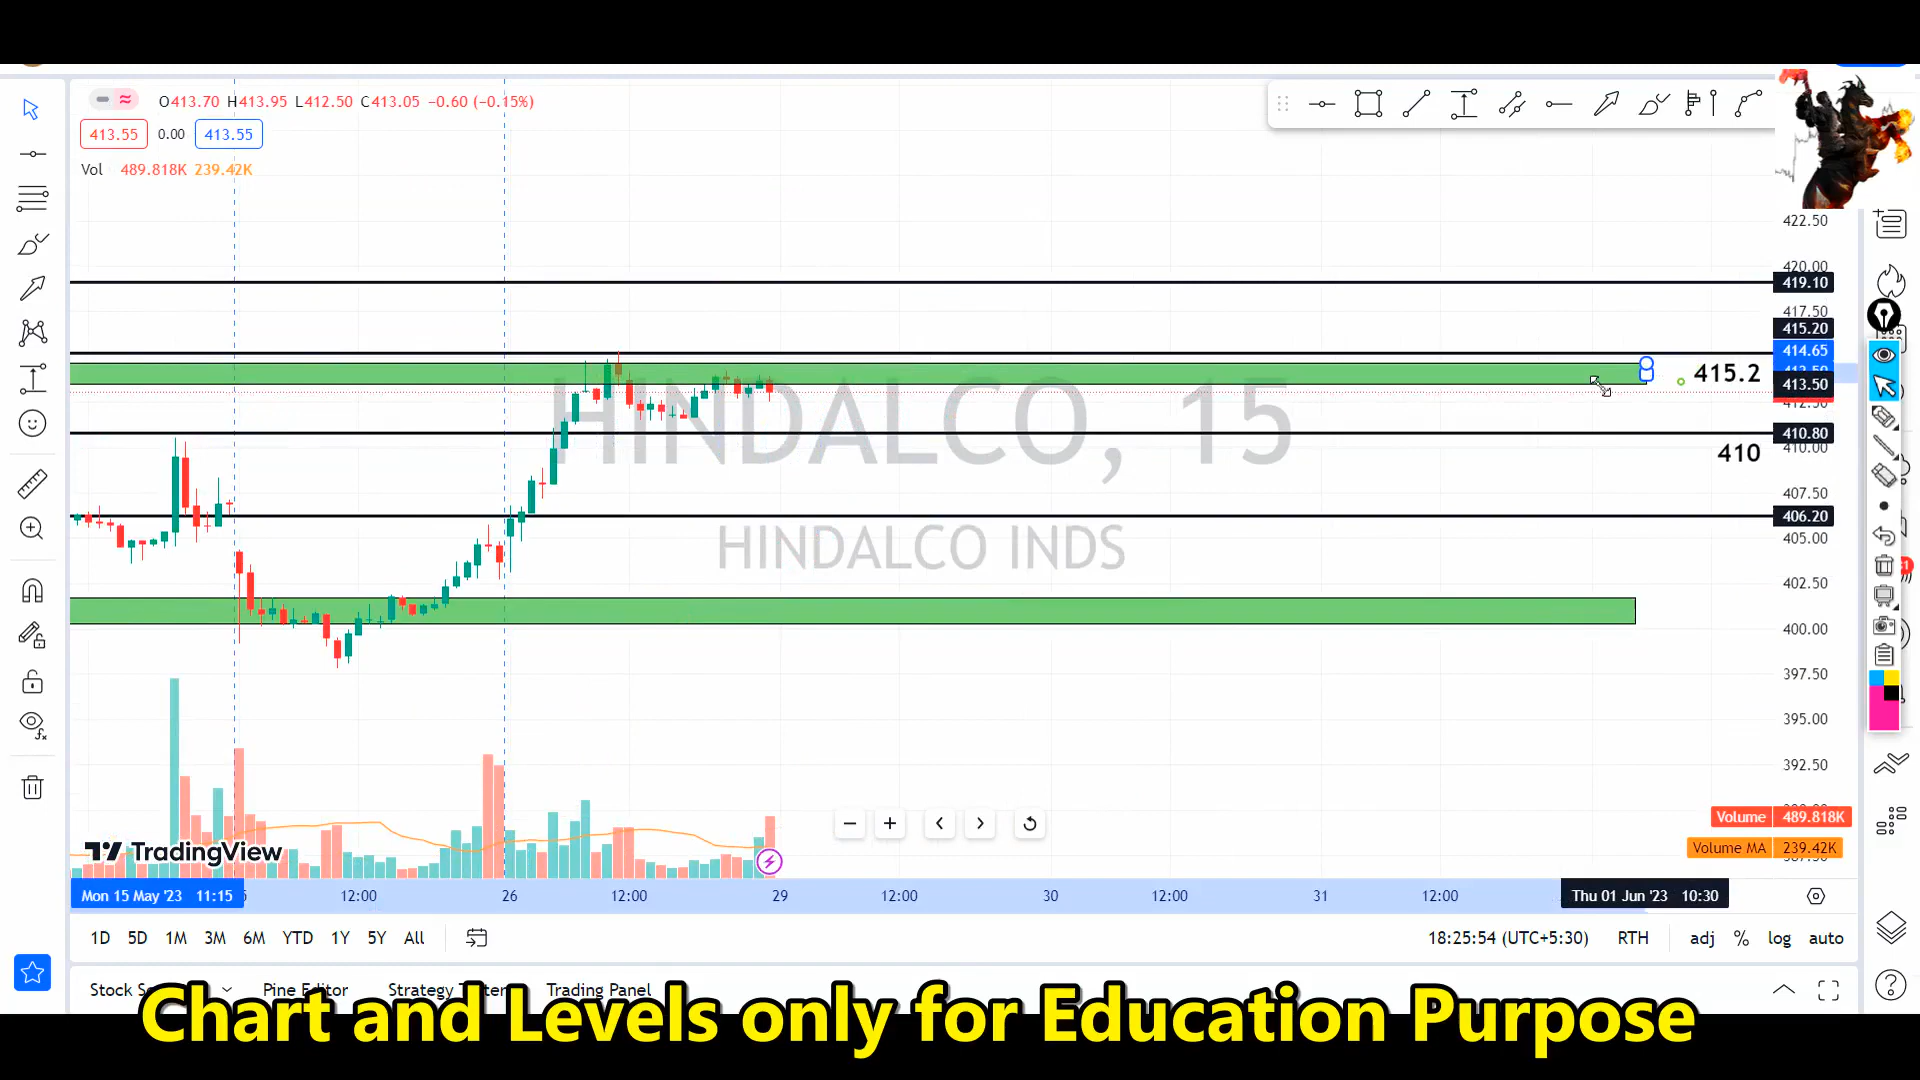 O413.70 H413.95 L412.50 C413.05 −0.60 (−0.15%)
413.55 0.00 413.55
Vol 489.818K 239.42K
422.50
420.00
419.10
417.50
415.20
414.65
415.2
413.50
412.50
HINDALCO, 15
410.80
410
410.00
407.50
406.20
405.00
HINDALCO INDS
402.50
400.00
397.50
395.00
392.50
Volume 489.818K
TradingView
Volume MA 239.42K
Mon 15 May '23 11:15 12:00 26 12:00 29 12:00 30 12:00 31 12:00 Thu 01 Jun '23 10:30
1D 5D 1M 3M 6M YTD 1Y 5Y All 18:25:54 (UTC+5:30) RTH adj % log auto
Pine Editor Trading Panel
Chart and Levels only for Education Purpose